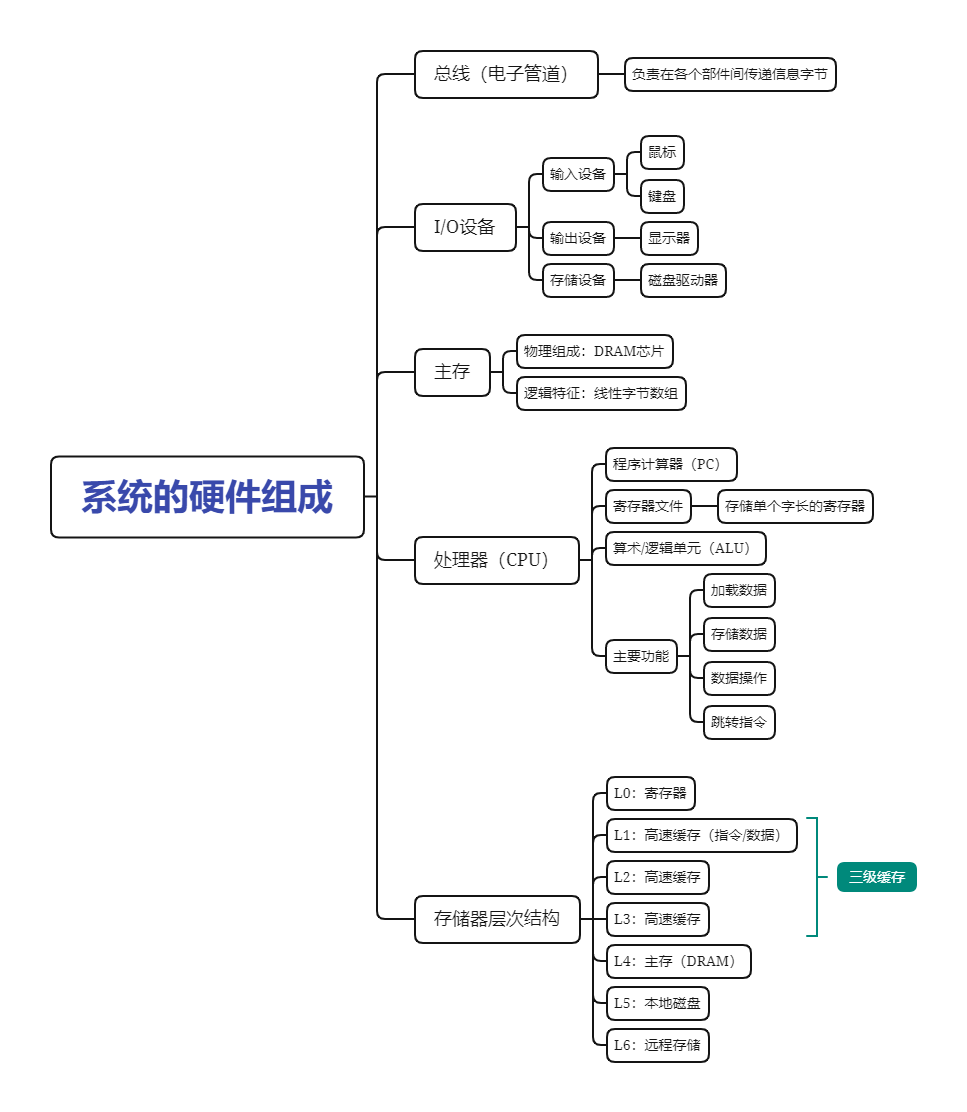 系统的硬件组成
总线（电子管道）
负责在各个部件间传递信息字节
I/O设备
输入设备
鼠标
键盘
输出设备
显示器
存储设备
磁盘驱动器
主存
物理组成：DRAM芯片
逻辑特征：线性字节数组
处理器（CPU）
程序计算器（PC）
寄存器文件
存储单个字长的寄存器
算术/逻辑单元（ALU）
主要功能
加载数据
存储数据
数据操作
跳转指令
存储器层次结构
L0：寄存器
L1：高速缓存（指令/数据）
L2：高速缓存
L3：高速缓存
三级缓存
L4：主存（DRAM）
L5：本地磁盘
L6：远程存储